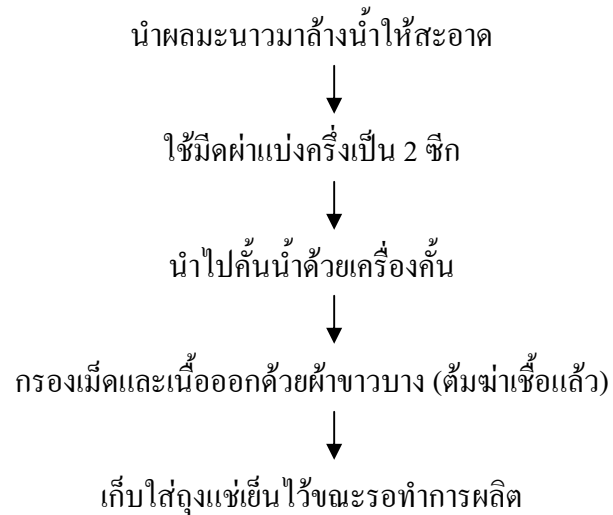 นำผลมะนาวมาล้างน้ำให้สะอาด
ใช้มีดผ่าแบ่งครึ่งเป็น 2 ซีก
นำไปคั้นน้ำด้วยเครื่องคั้น
กรองเม็ดและเนื้อออกด้วยผ้าขาวบาง (ต้มฆ่าเชื้อแล้ว)
เก็บใส่ถุงแช่เย็นไว้ขณะรอทำการผลิต